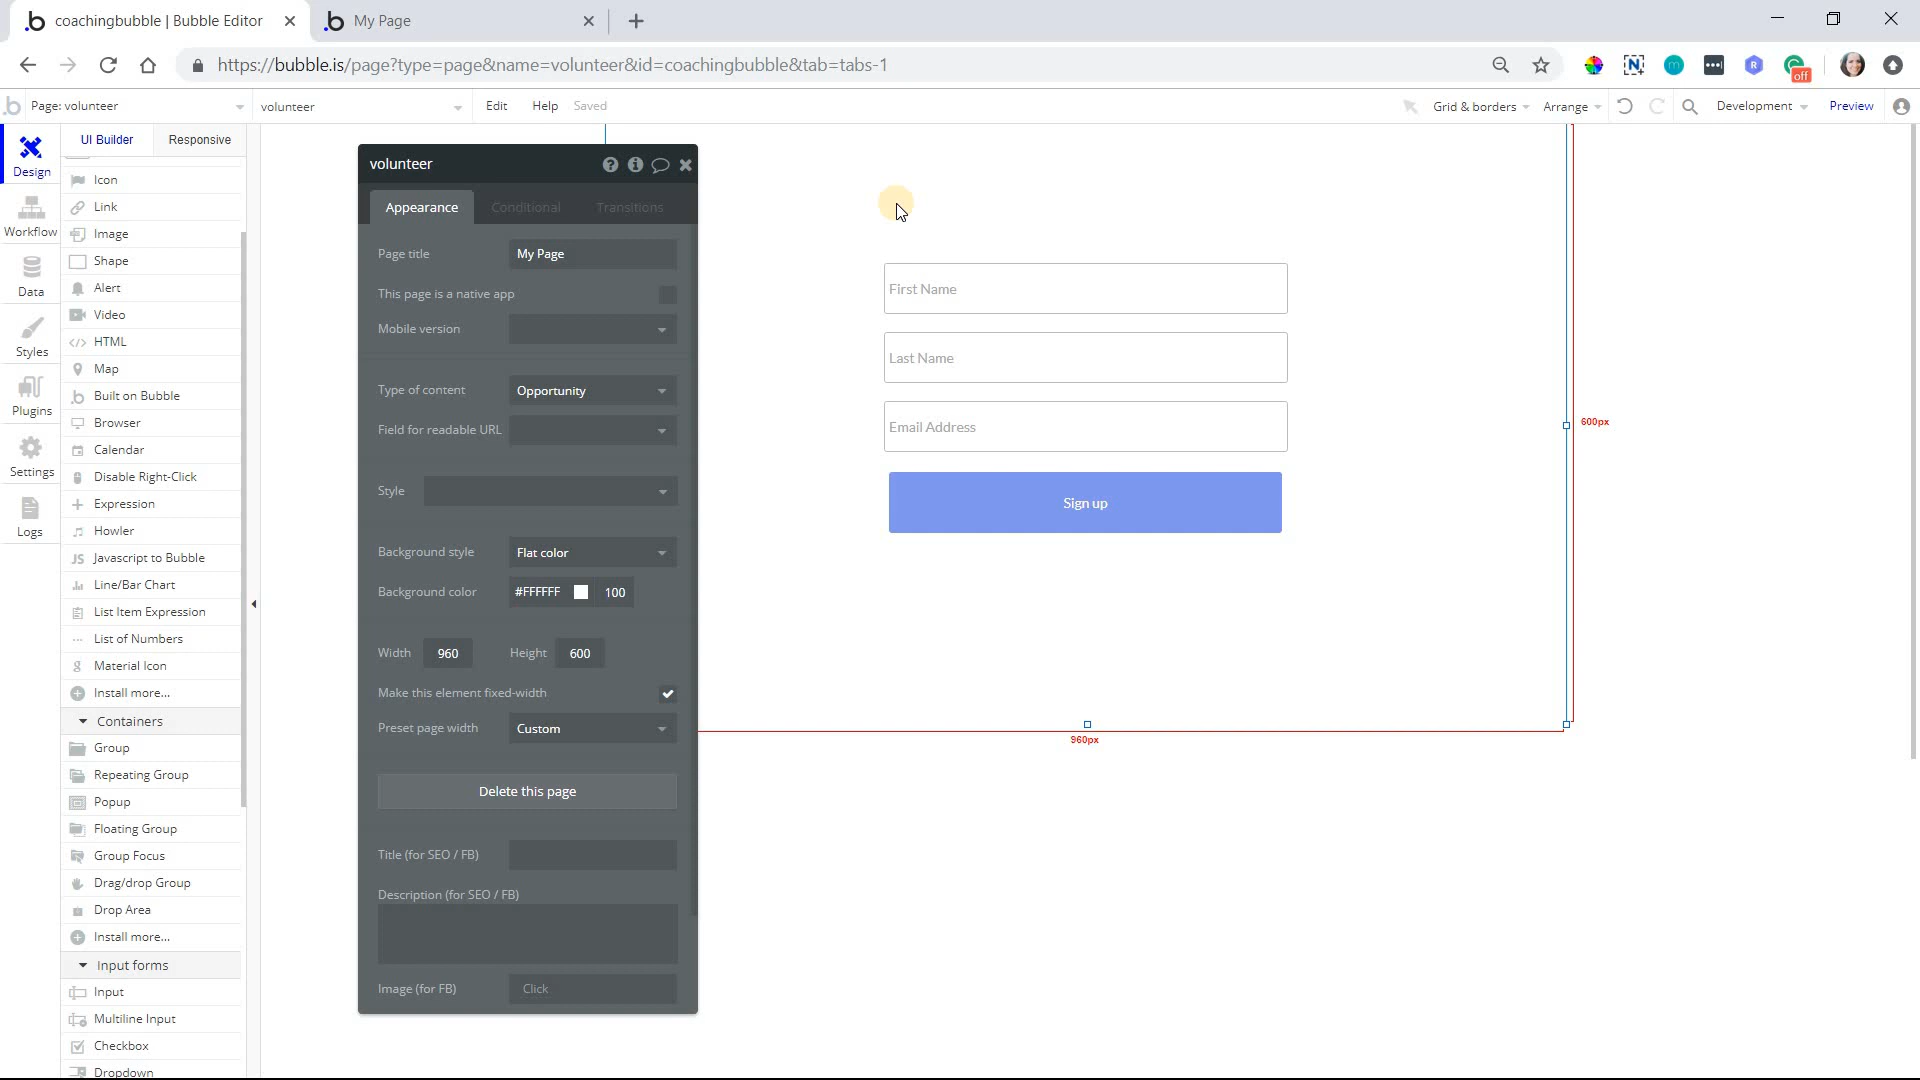 coachingbubble | Bubble Editor
My Page
https://bubble.is/page?type=page&name=volunteer&id=coachingbubble&tab=tabs-1
off
Page: volunteer
volunteer
Edit
Help
Saved
Grid & borders
Arrange
Development
Preview
Design
Workflow
Data
Styles
Plugins
Settings
Logs
UI Builder
Responsive
Icon
Link
Image
Shape
Alert
Video
HTML
Map
Built on Bubble
Browser
Calendar
Disable Right-Click
Expression
Howler
JS Javascript to Bubble
Line/Bar Chart
List Item Expression
List of Numbers
Material Icon
Install more...
Containers
Group
Repeating Group
Popup
Floating Group
Group Focus
Drag/drop Group
Drop Area
Install more...
Input forms
Input
Multiline Input
Checkbox
Dropdown
volunteer
Appearance
Conditional
Transitions
Page title
My Page
This page is a native app
Mobile version
Type of content
Opportunity
Field for readable URL
Style
Background style
Flat color
Background color
#FFFFFF
100
Width
960
Height
600
Make this element fixed-width
Preset page width
Custom
Delete this page
Title (for SEO / FB)
Description (for SEO / FB)
Image (for FB)
Click
First Name
Last Name
Email Address
Sign up
600px
960px